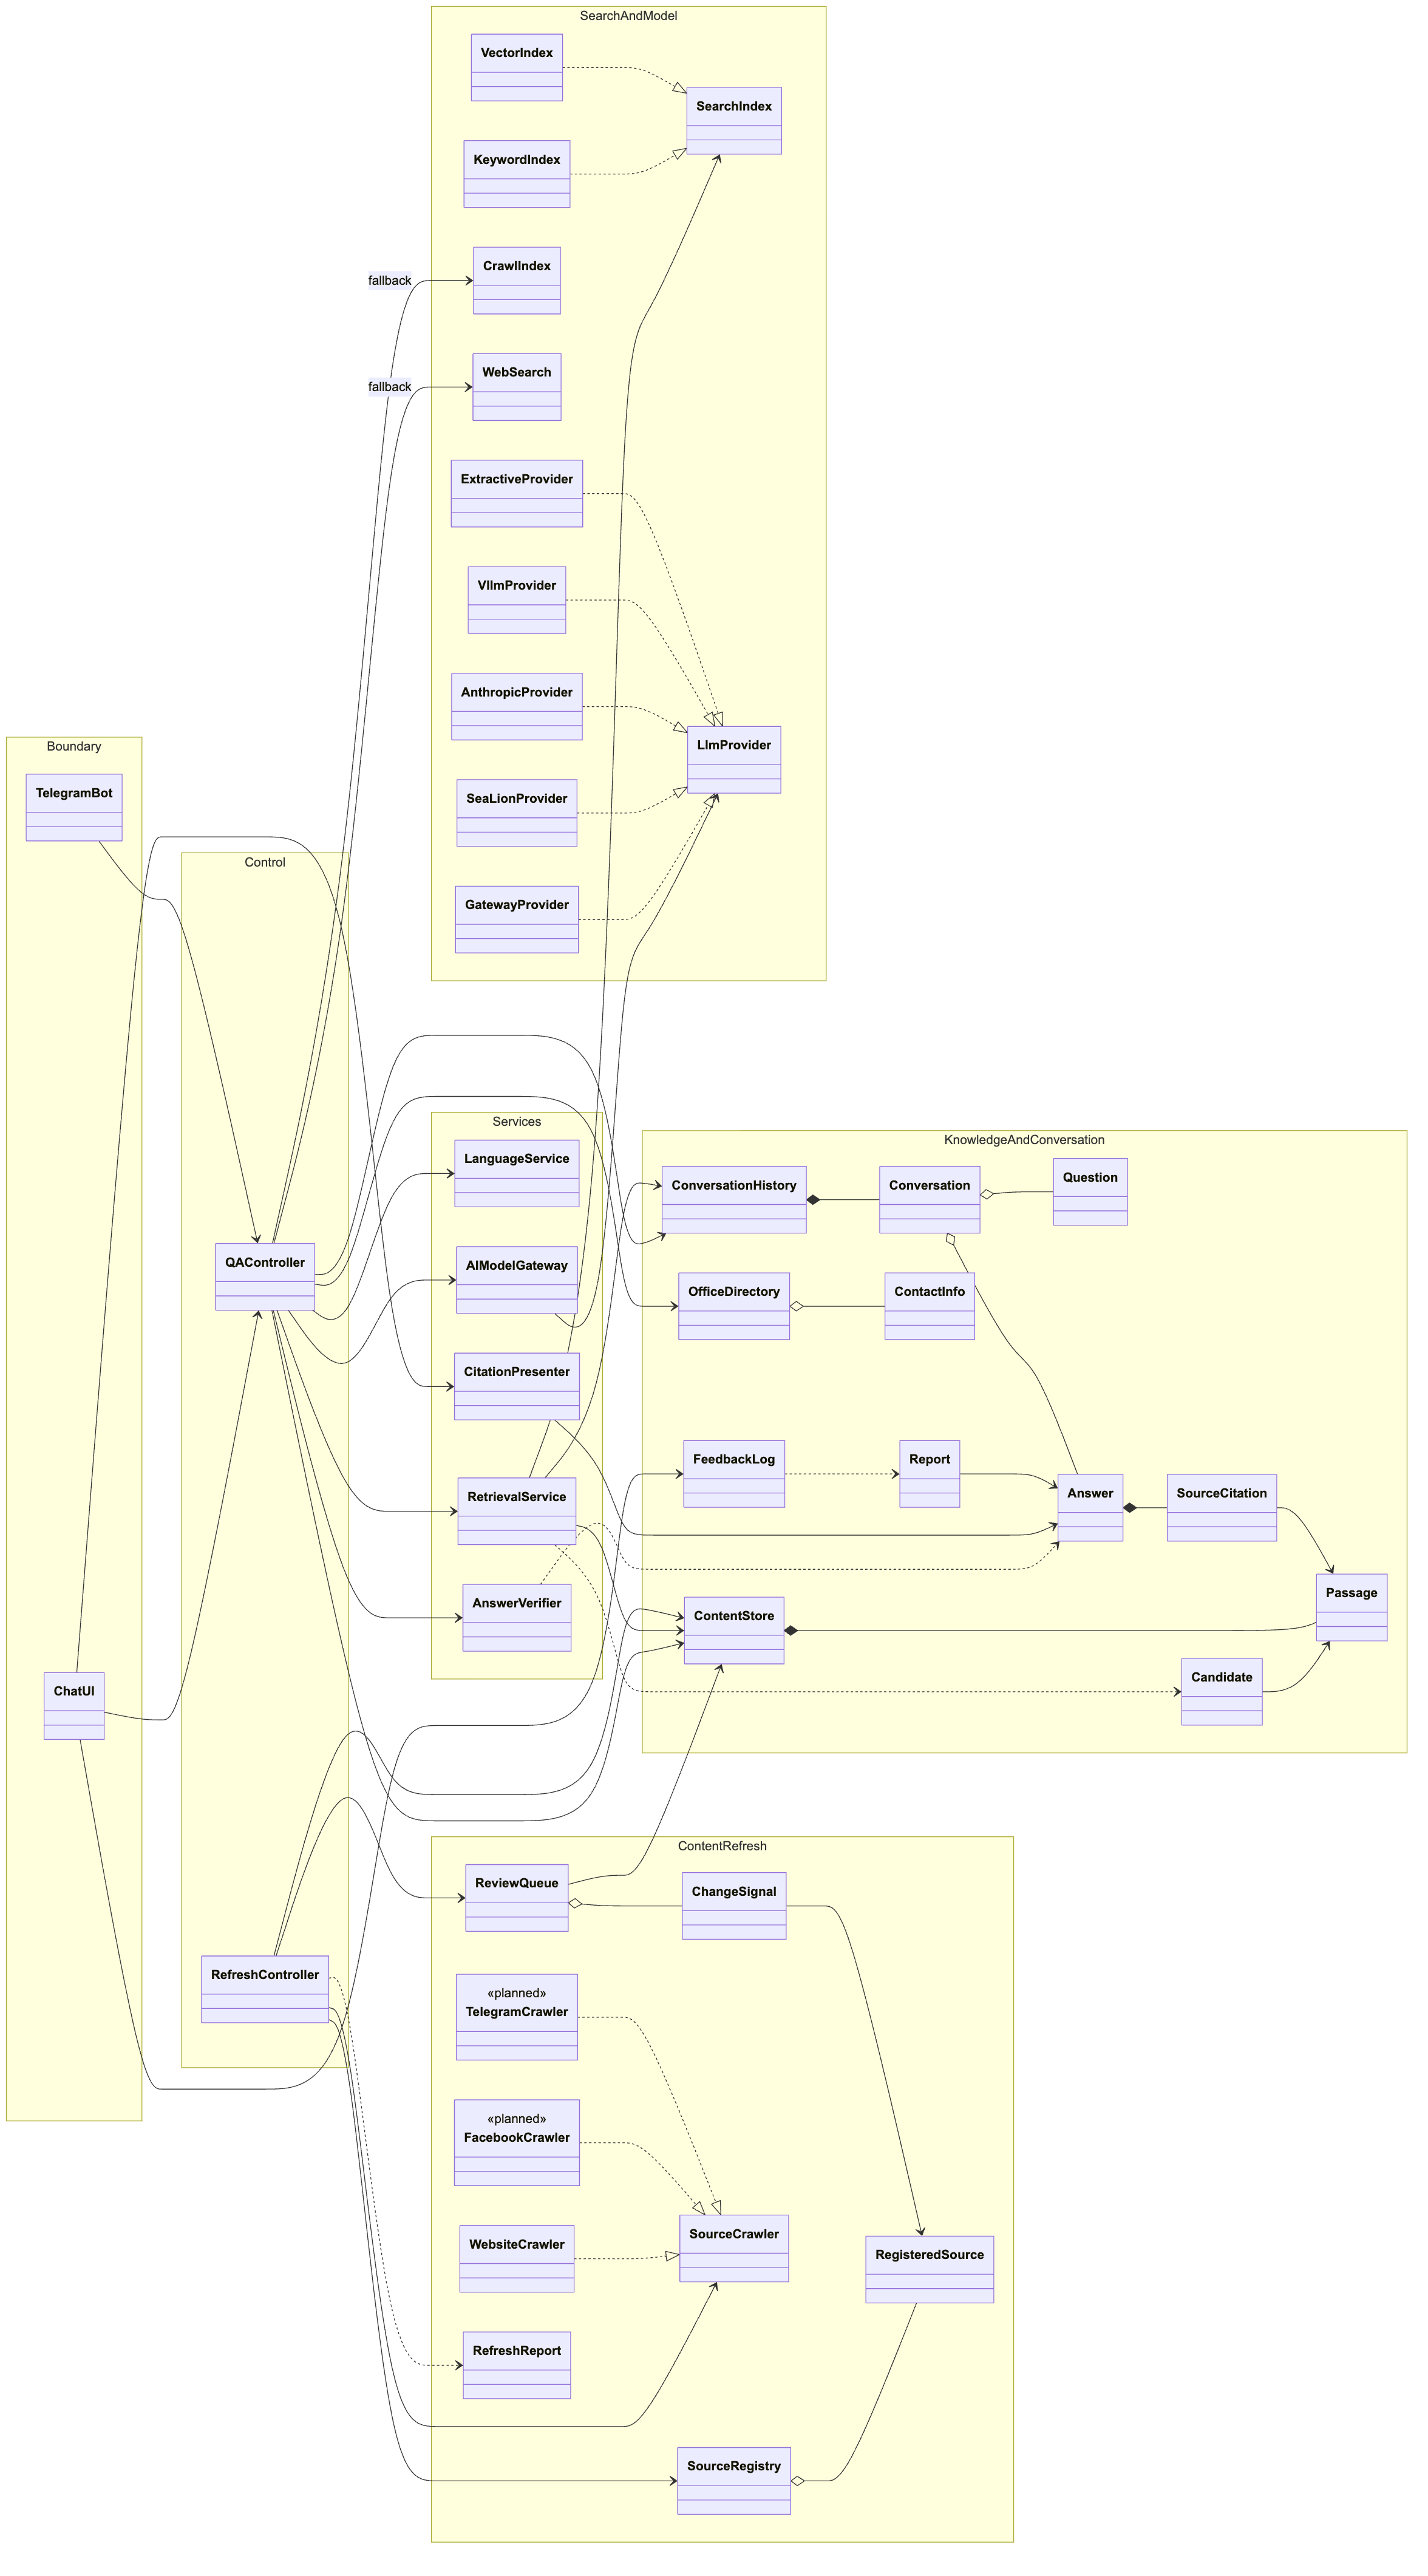 SearchAndModel
VectorIndex
SearchIndex
KeywordIndex
CrawlIndex
fallback
WebSearch
fallback
ExtractiveProvider
VllmProvider
AnthropicProvider
LlmProvider
SeaLionProvider
GatewayProvider
Boundary
TelegramBot
ChatUI
Control
QAController
RefreshController
Services
LanguageService
AIModelGateway
CitationPresenter
RetrievalService
AnswerVerifier
KnowledgeAndConversation
ConversationHistory
Conversation
Question
OfficeDirectory
ContactInfo
FeedbackLog
Report
Answer
SourceCitation
ContentStore
Passage
Candidate
ContentRefresh
ReviewQueue
ChangeSignal
«planned»
TelegramCrawler
«planned»
FacebookCrawler
WebsiteCrawler
SourceCrawler
RegisteredSource
RefreshReport
SourceRegistry